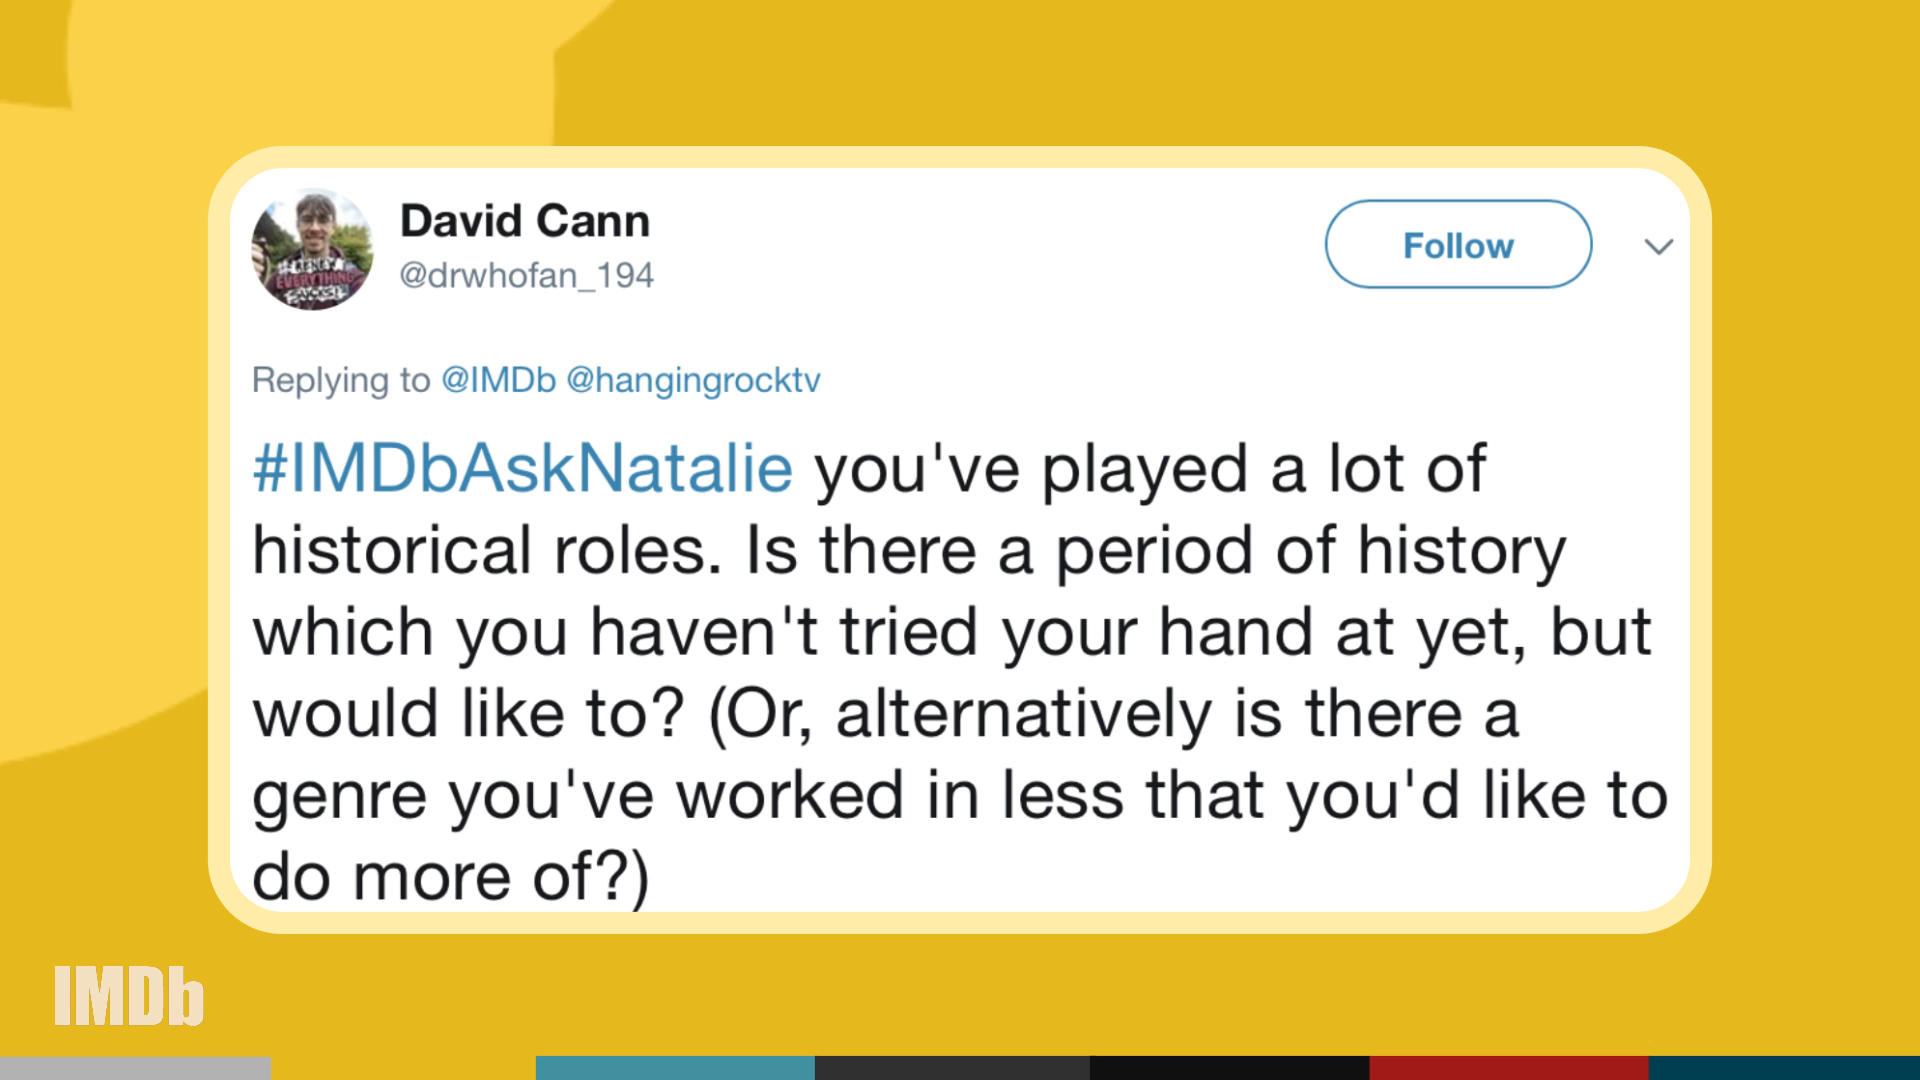 David Cann
@drwhofan_194
Follow
EVERYTHING
Replying to @IMDb @hangingrocktv
#IMDbAskNatalie you've played a lot of
historical roles. Is there a period of history
which you haven't tried your hand at yet, but
would like to? (Or, alternatively is there a
genre you've worked in less that you'd like to
do more of?)
IMDb